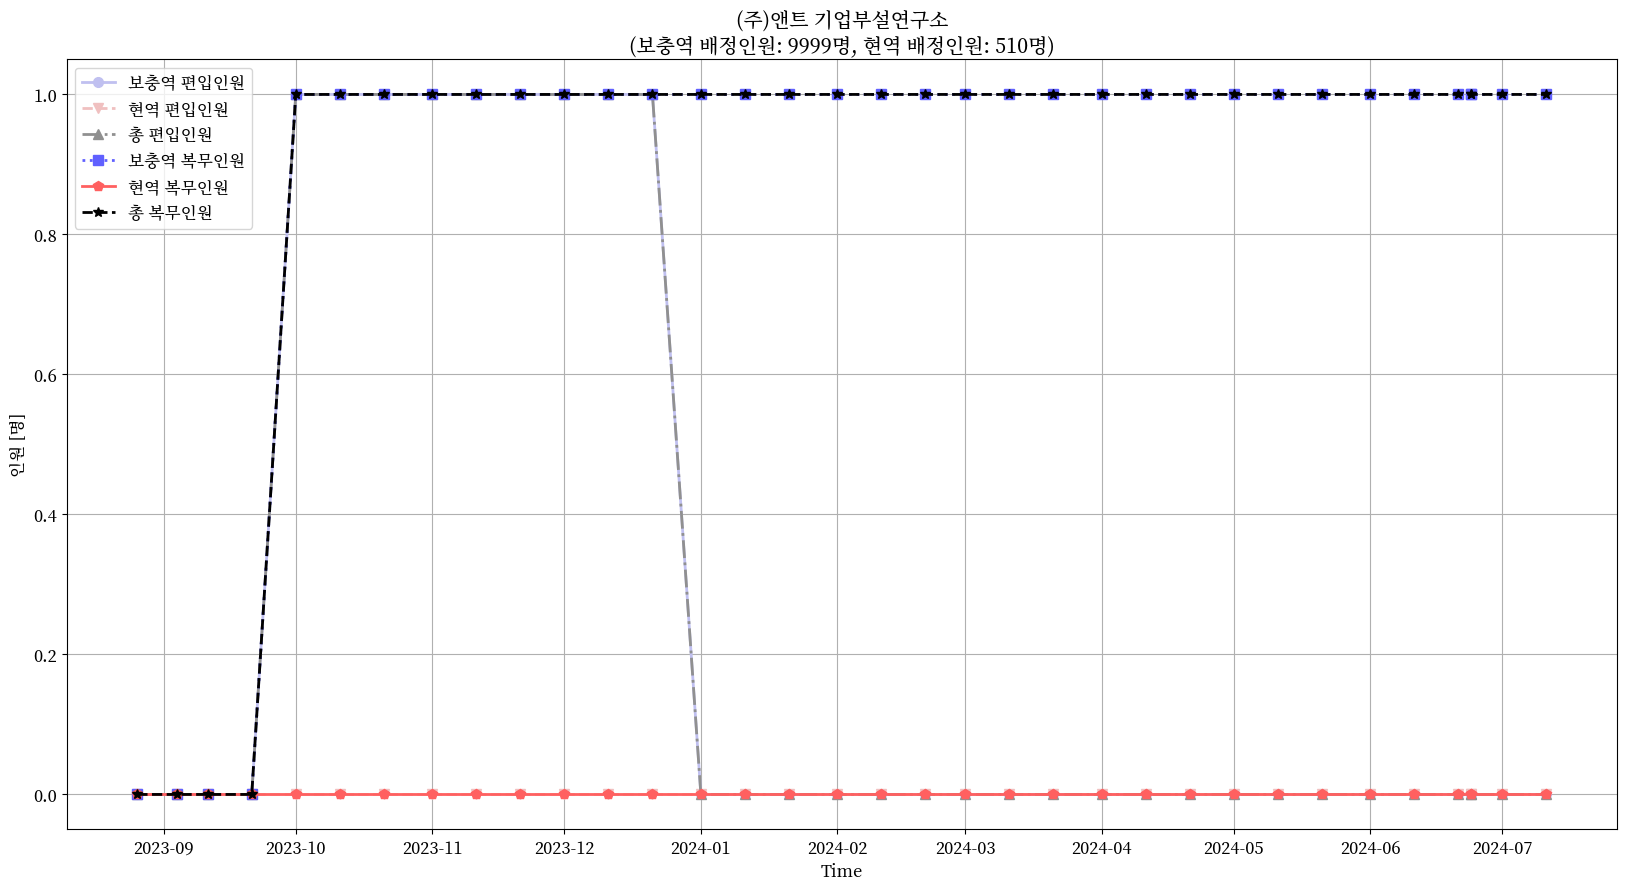 (주)앤트 기업부설연구소
(보충역 배정인원: 9999명, 현역 배정인원: 510명)
보충역 편입인원
현역 편입인원
총 편입인원
보충역 복무인원
현역 복무인원
총 복무인원
1.0
0.8
0.6
0.4
0.2
0.0
인원 [명]
2023-09 2023-10 2023-11 2023-12 2024-01 2024-02 2024-03 2024-04 2024-05 2024-06 2024-07
Time